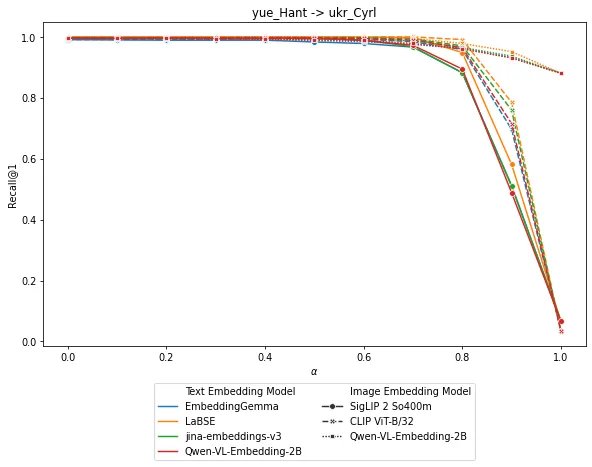 yue_Hant -> ukr_Cyrl
1.0
0.8
0.6
0.4
0.2
0.0
Recall@1
0.0 0.2 0.4 0.6 0.8 1.0
α
Text Embedding Model
EmbeddingGemma
LaBSE
jina-embeddings-v3
Qwen-VL-Embedding-2B
Image Embedding Model
SigLIP 2 So400m
CLIP ViT-B/32
Qwen-VL-Embedding-2B